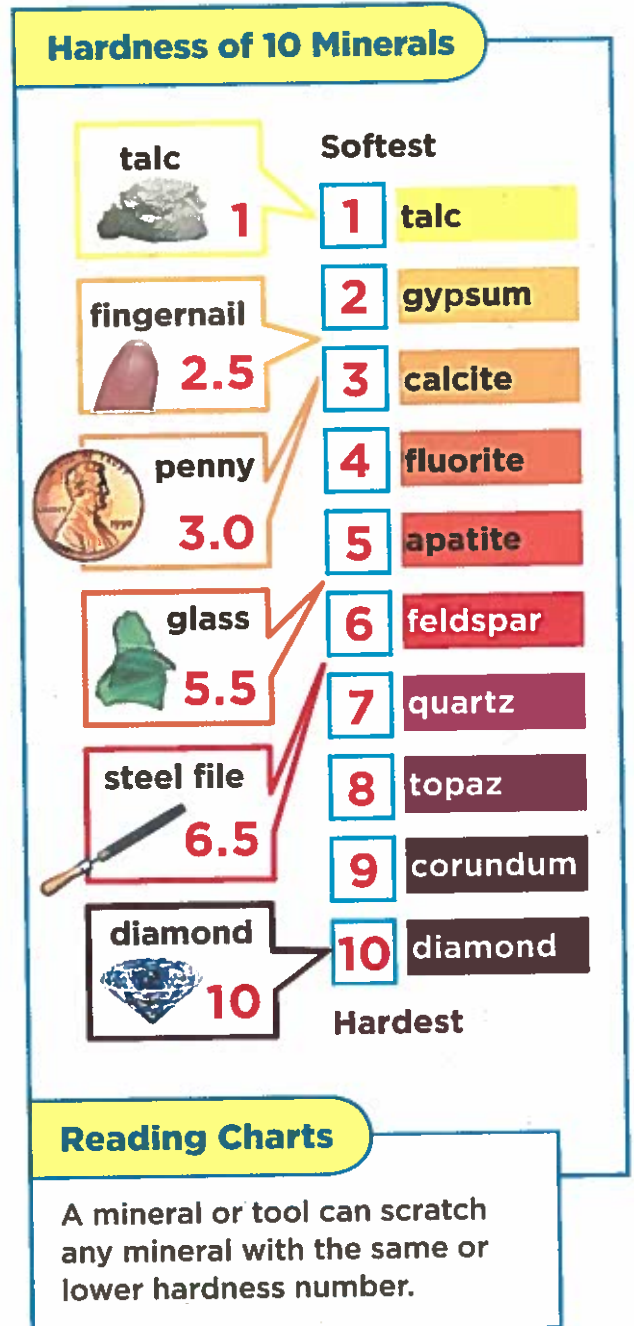 Hardness of 10 Minerals
Softest
talc
1
fingernail
2.5
penny
3.0
glass
5.5
steel file
6.5
diamond
10
1 talc
2 gypsum
3 calcite
4 fluorite
5 apatite
6 feldspar
7 quartz
8 topaz
9 corundum
10 diamond
Hardest
Reading Charts
A mineral or tool can scratch
any mineral with the same or
lower hardness number.